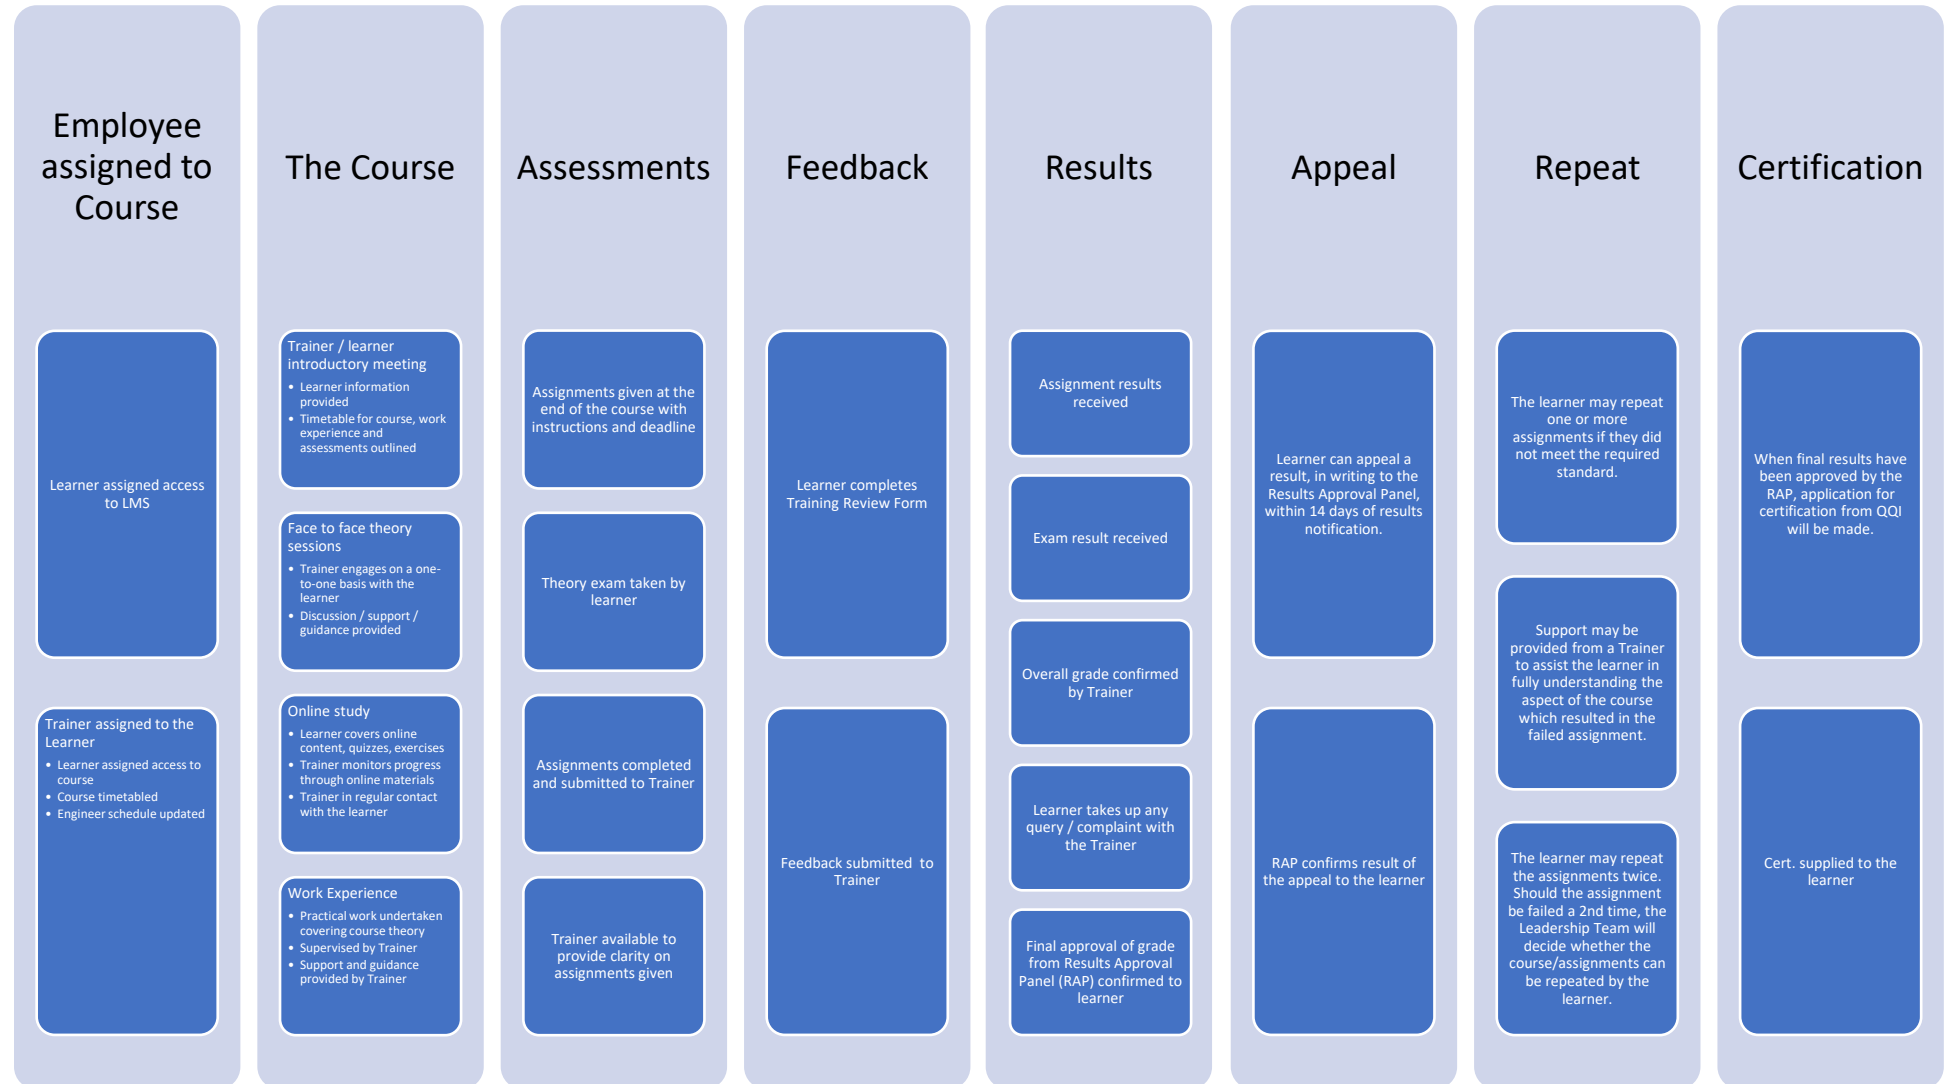 Employee
assigned to
Course
Learner assigned access
to LMS
Trainer assigned to the
Learner
• Learner assigned access to
course
• Course timetabled
• Engineer schedule updated
The Course
Trainer / learner
introductory meeting
• Learner information
provided
• Timetable for course, work
experience and
assessments outlined
Face to face theory
sessions
• Trainer engages on a one-
to-one basis with the
learner
• Discussion / support /
guidance provided
Online study
• Learner covers online
content, quizzes, exercises
• Trainer monitors progress
through online materials
• Trainer in regular contact
with the learner
Work Experience
• Practical work undertaken
covering course theory
• Supervised by Trainer
• Support and guidance
provided by Trainer
Assessments
Assignments given at the
end of the course with
instructions and deadline
Theory exam taken by
learner
Assignments completed
and submitted to Trainer
Trainer available to
provide clarity on
assignments given
Feedback
Learner completes
Training Review Form
Feedback submitted to
Trainer
Results
Assignment results
received
Exam result received
Overall grade confirmed
by Trainer
Learner takes up any
query / complaint with
the Trainer
Final approval of grade
from Results Approval
Panel (RAP) confirmed to
learner
Appeal
Learner can appeal a
result, in writing to the
Results Approval Panel,
within 14 days of results
notification.
RAP confirms result of
the appeal to the learner
Repeat
The learner may repeat
one or more
assignments if they did
not meet the required
standard.
Support may be
provided from a Trainer
to assist the learner in
fully understanding the
aspect of the course
which resulted in the
failed assignment.
The learner may repeat
the assignments twice.
Should the assignment
be failed a 2nd time, the
Leadership Team will
decide whether the
course/assignments can
be repeated by the
learner.
Certification
When final results have
been approved by the
RAP, application for
certification from QQI
will be made.
Cert. supplied to the
learner